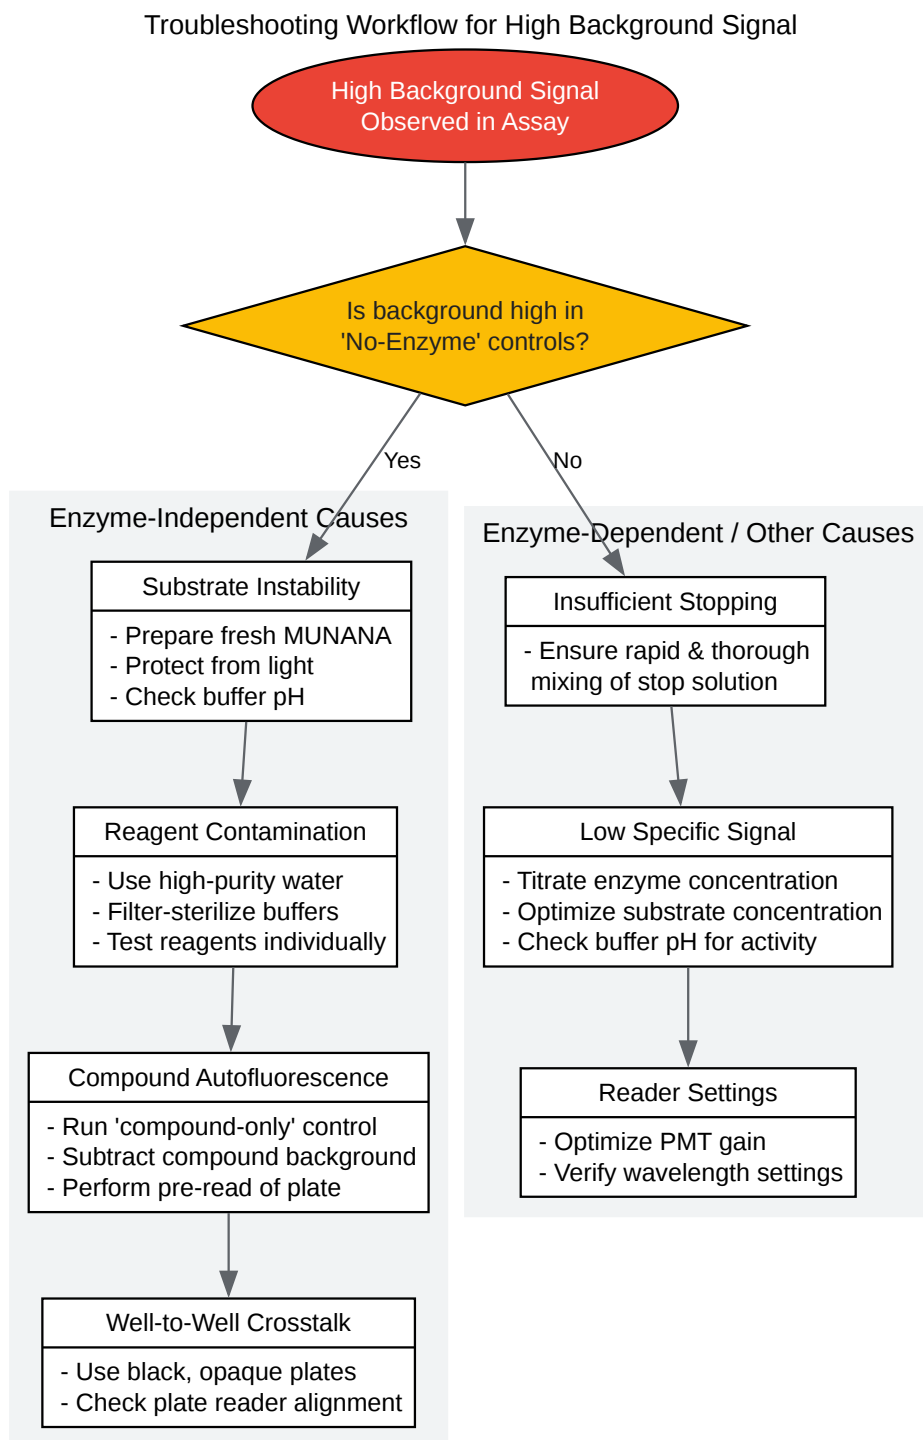 Troubleshooting Workflow for High Background Signal
High Background Signal
Observed in Assay
Is background high in
'No-Enzyme' controls?
Yes
No
Enzyme-Independent Causes
Substrate Instability
- Prepare fresh MUNANA
- Protect from light
- Check buffer pH
Reagent Contamination
- Use high-purity water
- Filter-sterilize buffers
- Test reagents individually
Compound Autofluorescence
- Run 'compound-only' control
- Subtract compound background
- Perform pre-read of plate
Well-to-Well Crosstalk
- Use black, opaque plates
- Check plate reader alignment
Enzyme-Dependent / Other Causes
Insufficient Stopping
- Ensure rapid & thorough
mixing of stop solution
Low Specific Signal
- Titrate enzyme concentration
- Optimize substrate concentration
- Check buffer pH for activity
Reader Settings
- Optimize PMT gain
- Verify wavelength settings